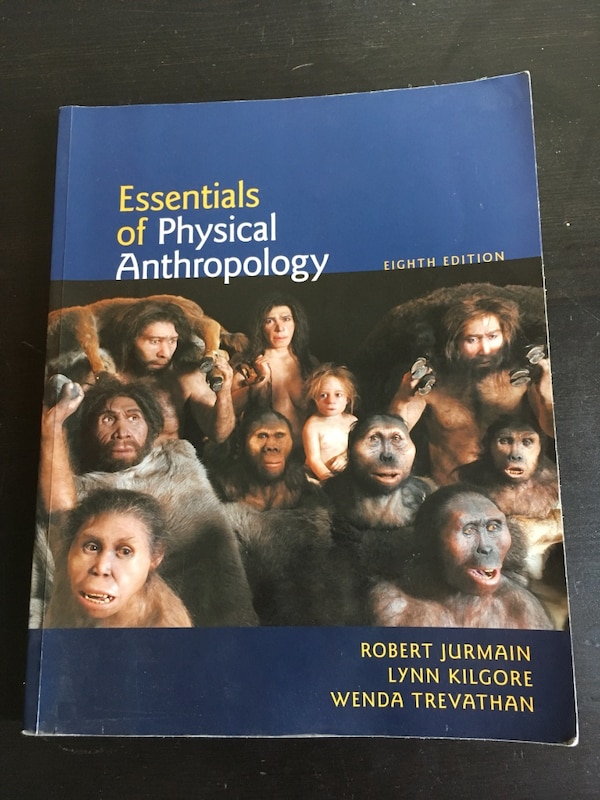 Essentials
of Physical
Anthropology
EIGHTH EDITION
ROBERT JURMAIN
LYNN KILGORE
WENDA TREVATHAN